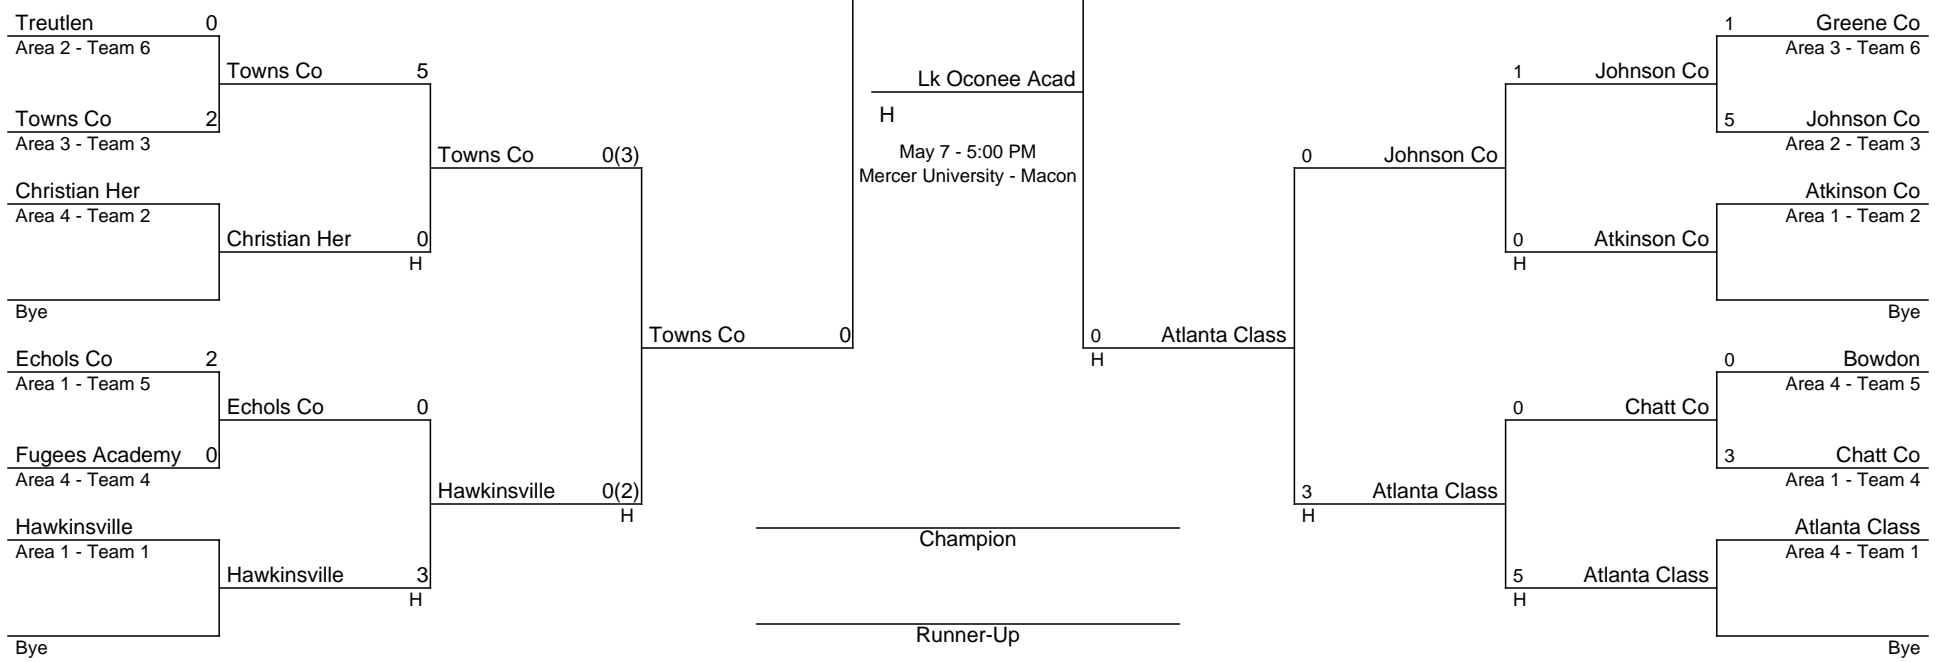 Treutlen 0
Area 2 - Team 6
Towns Co 5
Towns Co 2
Area 3 - Team 3
Towns Co 0(3)
Christian Her
Area 4 - Team 2
Christian Her 0
H
Bye
Towns Co 0
Echols Co 2
Area 1 - Team 5
Echols Co 0
Fugees Academy 0
Area 4 - Team 4
Hawkinsville 0(2)
H
Hawkinsville
Area 1 - Team 1
Hawkinsville 3
H
Bye
Lk Oconee Acad
H
May 7 - 5:00 PM
Mercer University - Macon
Champion
Runner-Up
1 Greene Co
Area 3 - Team 6
1 Johnson Co
5 Johnson Co
Area 2 - Team 3
0 Johnson Co
Atkinson Co
Area 1 - Team 2
0 Atkinson Co
H
Bye
0 Atlanta Class
H
0 Bowdon
Area 4 - Team 5
0 Chatt Co
3 Chatt Co
Area 1 - Team 4
3 Atlanta Class
H
Atlanta Class
Area 4 - Team 1
5 Atlanta Class
H
Bye